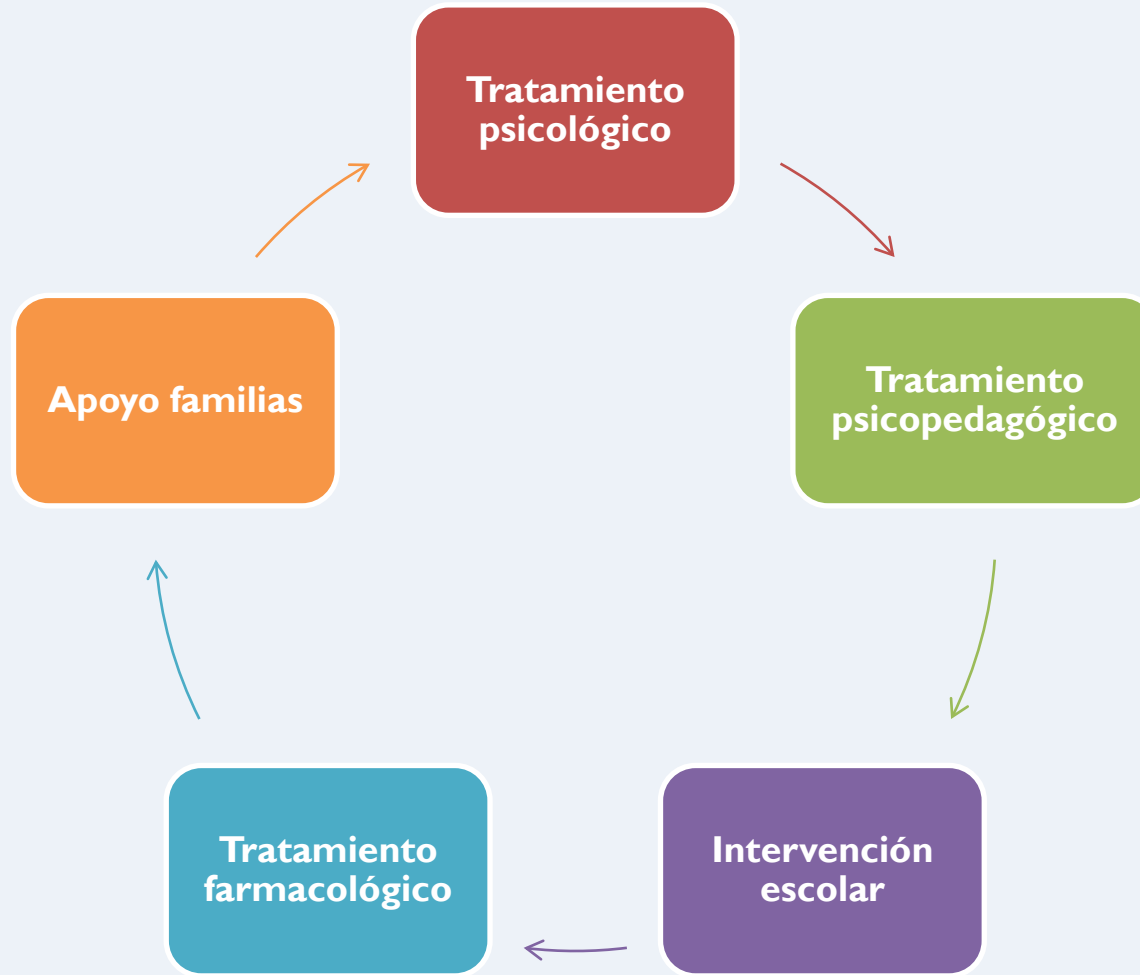 Tratamiento
psicológico
Tratamiento
psicopedagógico
Intervención
escolar
Tratamiento
farmacológico
Apoyo familias